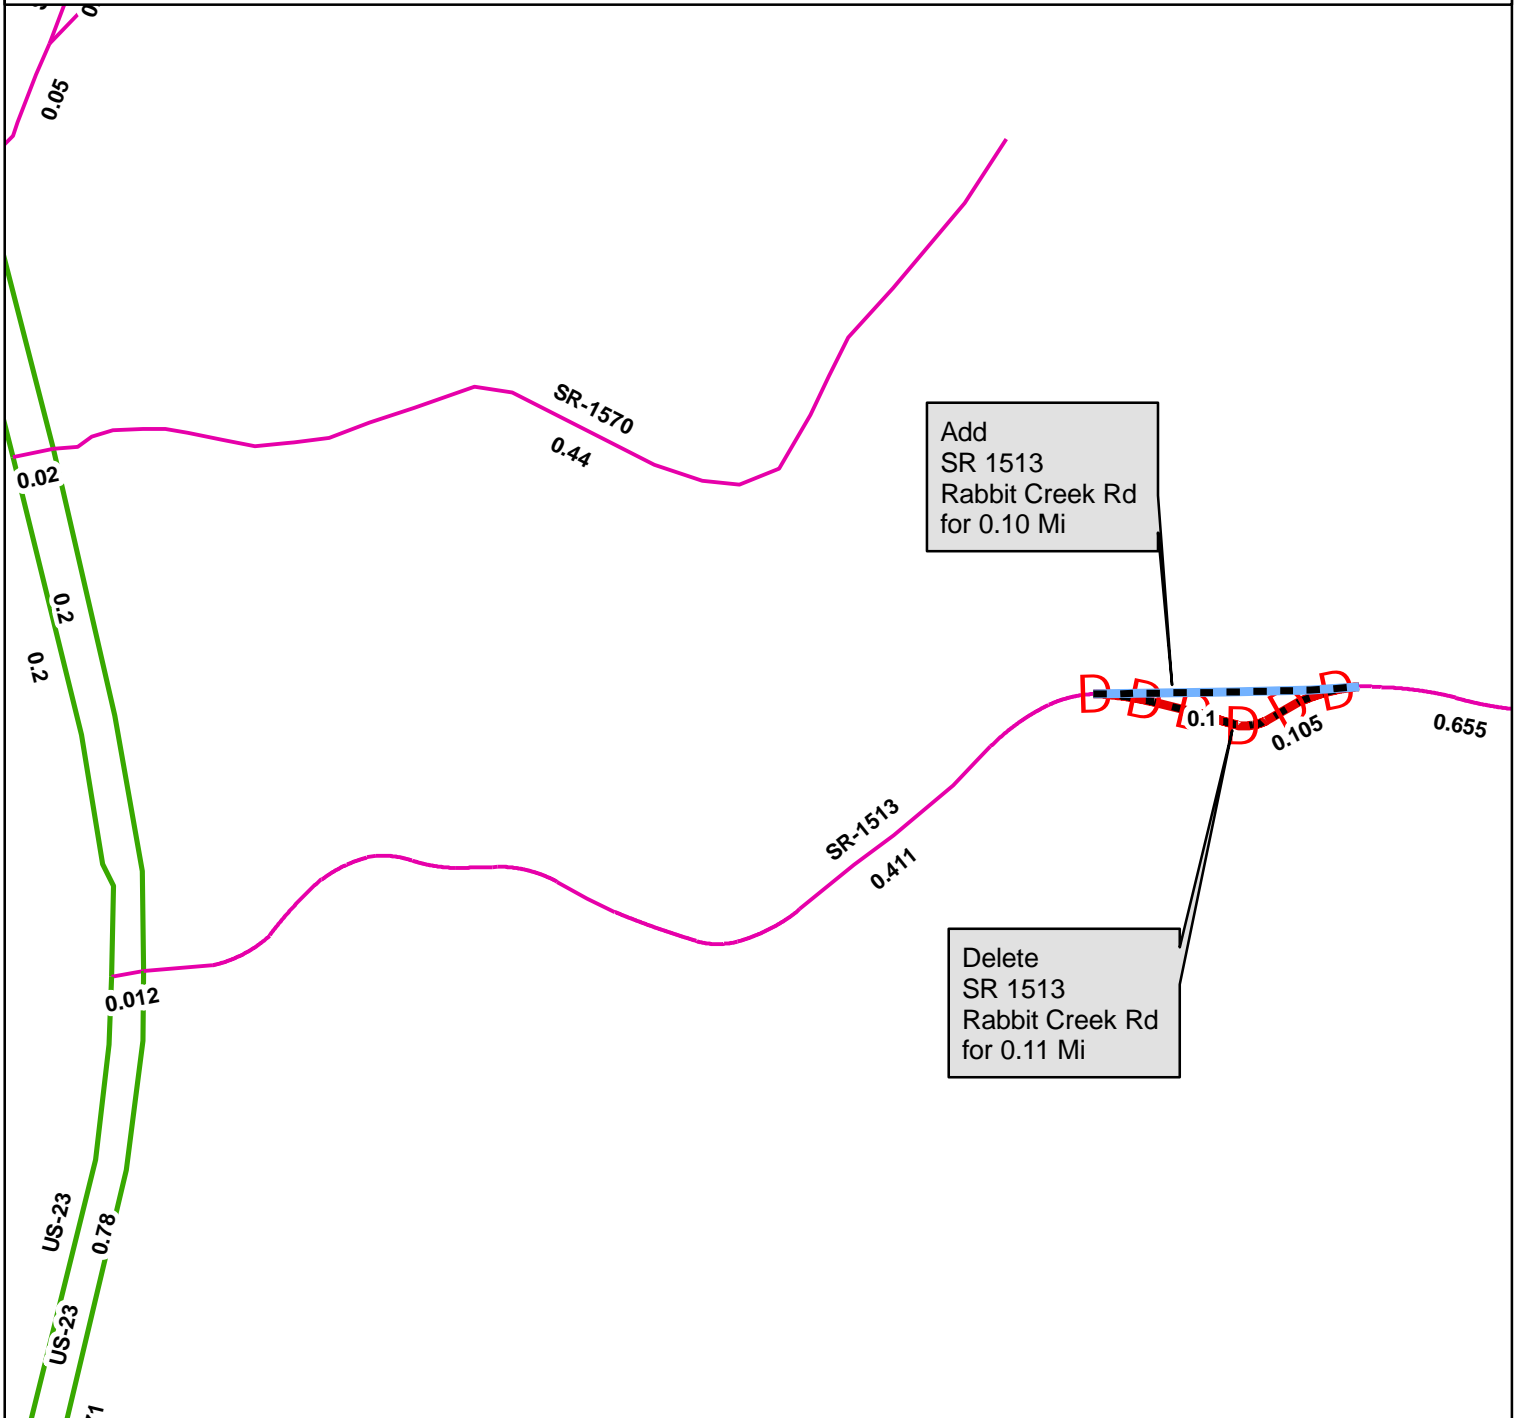 0.05
SR-1570
0.44
0.02
Add
SR 1513
Rabbit Creek Rd
for 0.10 Mi
0.2
0.2
D D D D D D
0.1
0.105
0.655
SR-1513
0.411
Delete
SR 1513
Rabbit Creek Rd
for 0.11 Mi
0.012
US-23
0.78
US-23